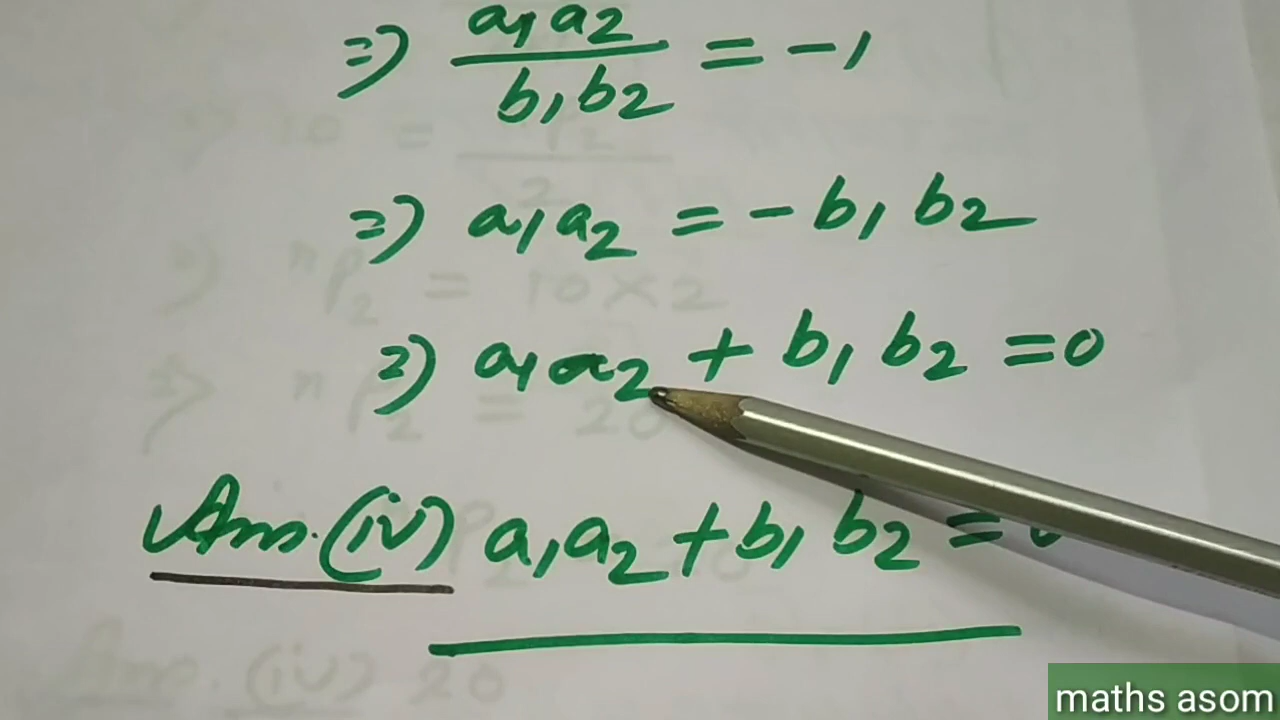 ⇒) a1a2/b1b2 = -1
⇒) a1a2 = -b1b2
⇒) a1a2 + b1b2 = 0
Ans. (iv) a1a2 + b1b2 = 0
maths asom